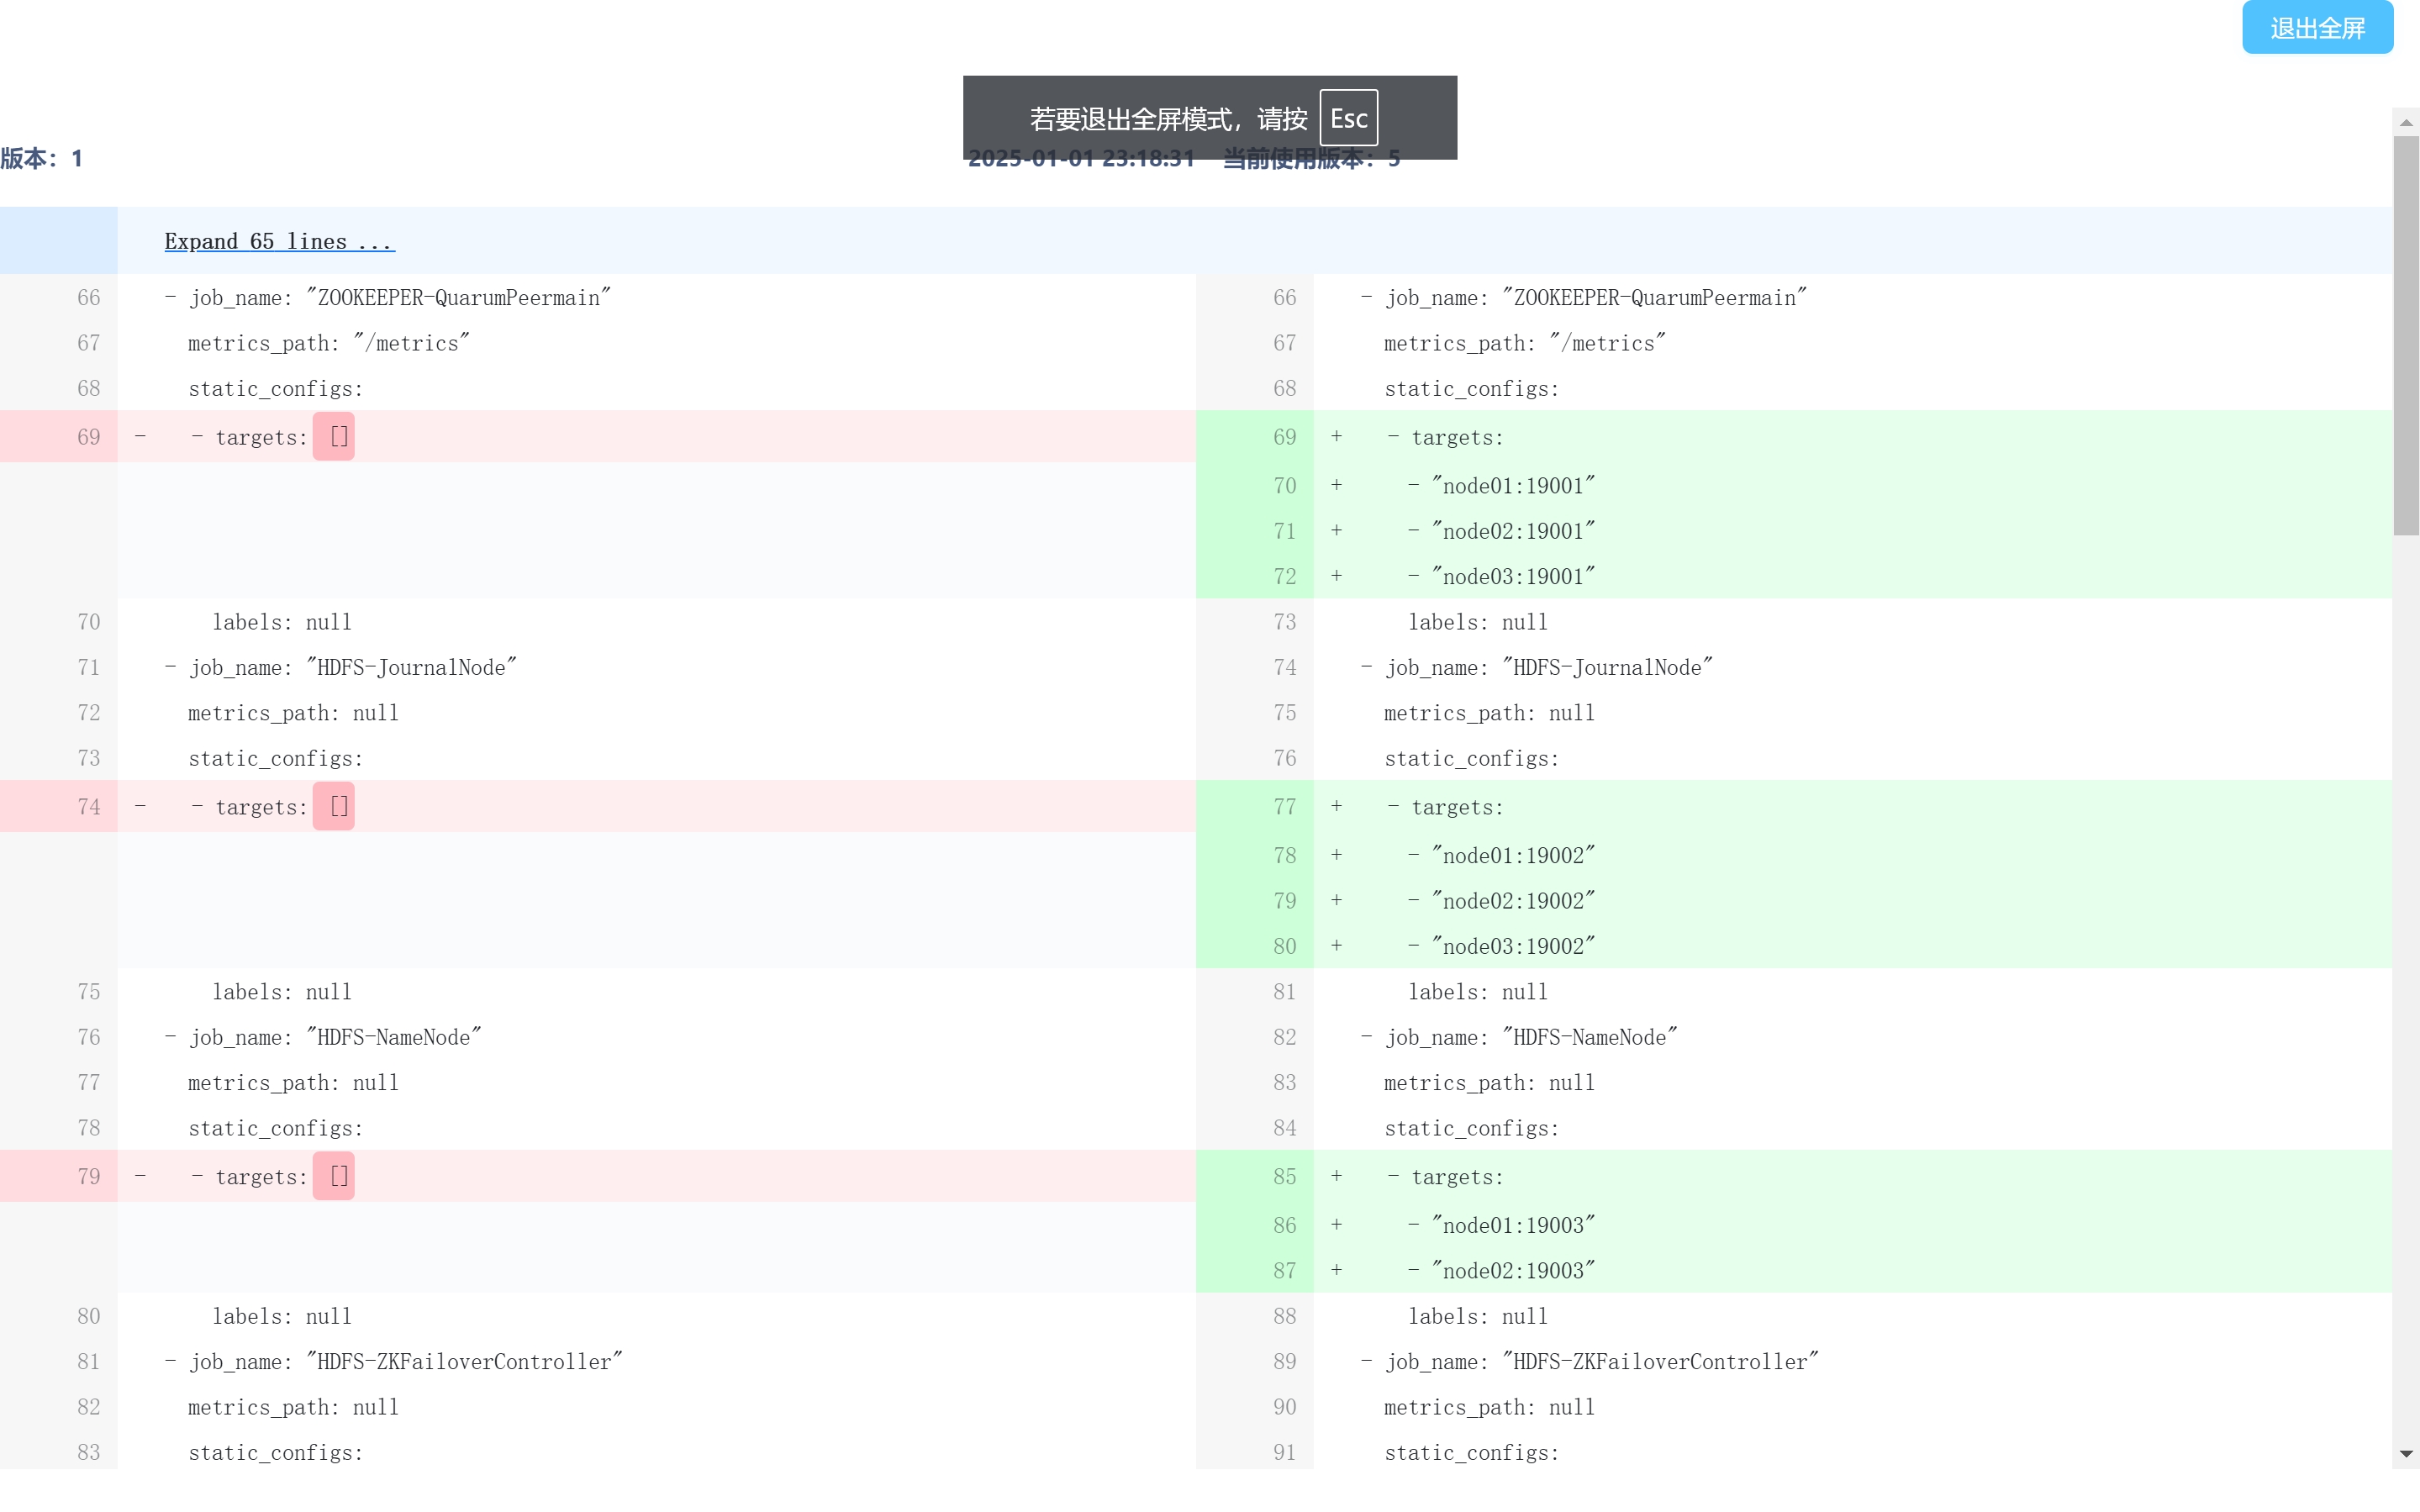 退出全屏
若要退出全屏模式，请按 Esc
版本：1 2025-01-01 23:18:31 当前使用版本：5
Expand 65 lines ...
66 - job_name: "ZOOKEEPER-QuarumPeermain" 66 - job_name: "ZOOKEEPER-QuarumPeermain"
67 metrics_path: "/metrics" 67 metrics_path: "/metrics"
68 static_configs: 68 static_configs:
69 - - targets: [] 69 + - targets:
70 + - "node01:19001"
71 + - "node02:19001"
72 + - "node03:19001"
70 labels: null 73 labels: null
71 - job_name: "HDFS-JournalNode" 74 - job_name: "HDFS-JournalNode"
72 metrics_path: null 75 metrics_path: null
73 static_configs: 76 static_configs:
74 - - targets: [] 77 + - targets:
78 + - "node01:19002"
79 + - "node02:19002"
80 + - "node03:19002"
75 labels: null 81 labels: null
76 - job_name: "HDFS-NameNode" 82 - job_name: "HDFS-NameNode"
77 metrics_path: null 83 metrics_path: null
78 static_configs: 84 static_configs:
79 - - targets: [] 85 + - targets:
86 + - "node01:19003"
87 + - "node02:19003"
80 labels: null 88 labels: null
81 - job_name: "HDFS-ZKFailoverController" 89 - job_name: "HDFS-ZKFailoverController"
82 metrics_path: null 90 metrics_path: null
83 static_configs: 91 static_configs: